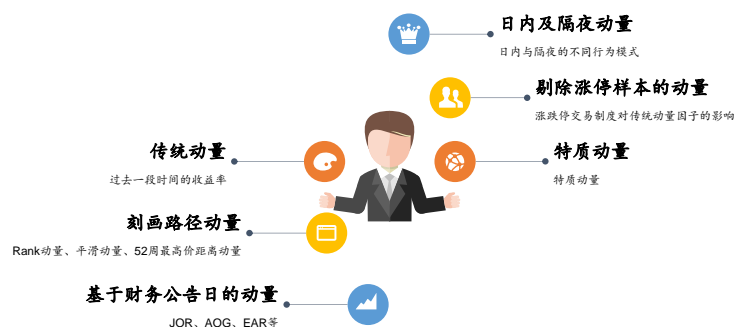 日内及隔夜动量
日内与隔夜的不同行为模式
剔除涨停样本的动量
涨跌停交易制度对传统动量因子的影响
传统动量
过去一段时间的收益率
特质动量
特质动量
刻画路径动量
Rank动量、平滑动量、52周最高价距离动量
基于财务公告日的动量
JOR、AOG、EAR等